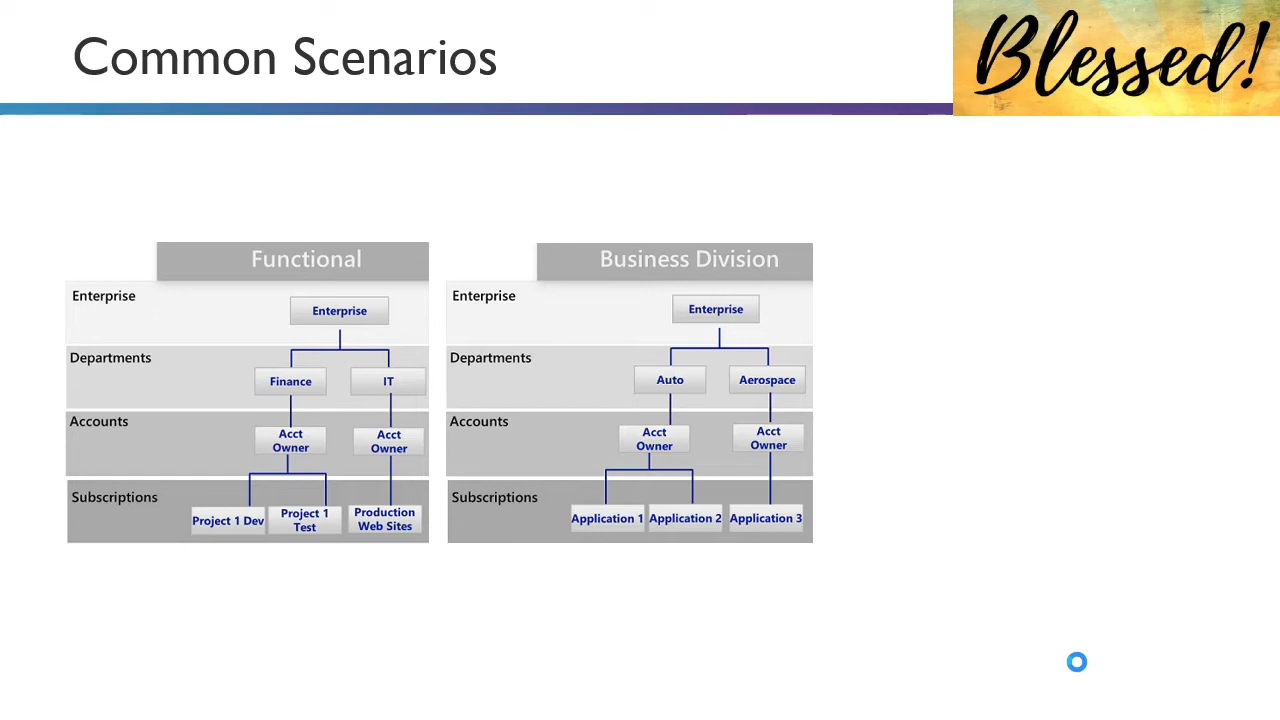 Common Scenarios
Blessed!
Functional
Enterprise
Enterprise
Departments
Finance
IT
Accounts
Acct
Owner
Acct
Owner
Subscriptions
Project 1 Dev
Project 1
Test
Production
Web Sites
Business Division
Enterprise
Enterprise
Departments
Auto
Aerospace
Accounts
Acct
Owner
Acct
Owner
Subscriptions
Application 1
Application 2
Application 3